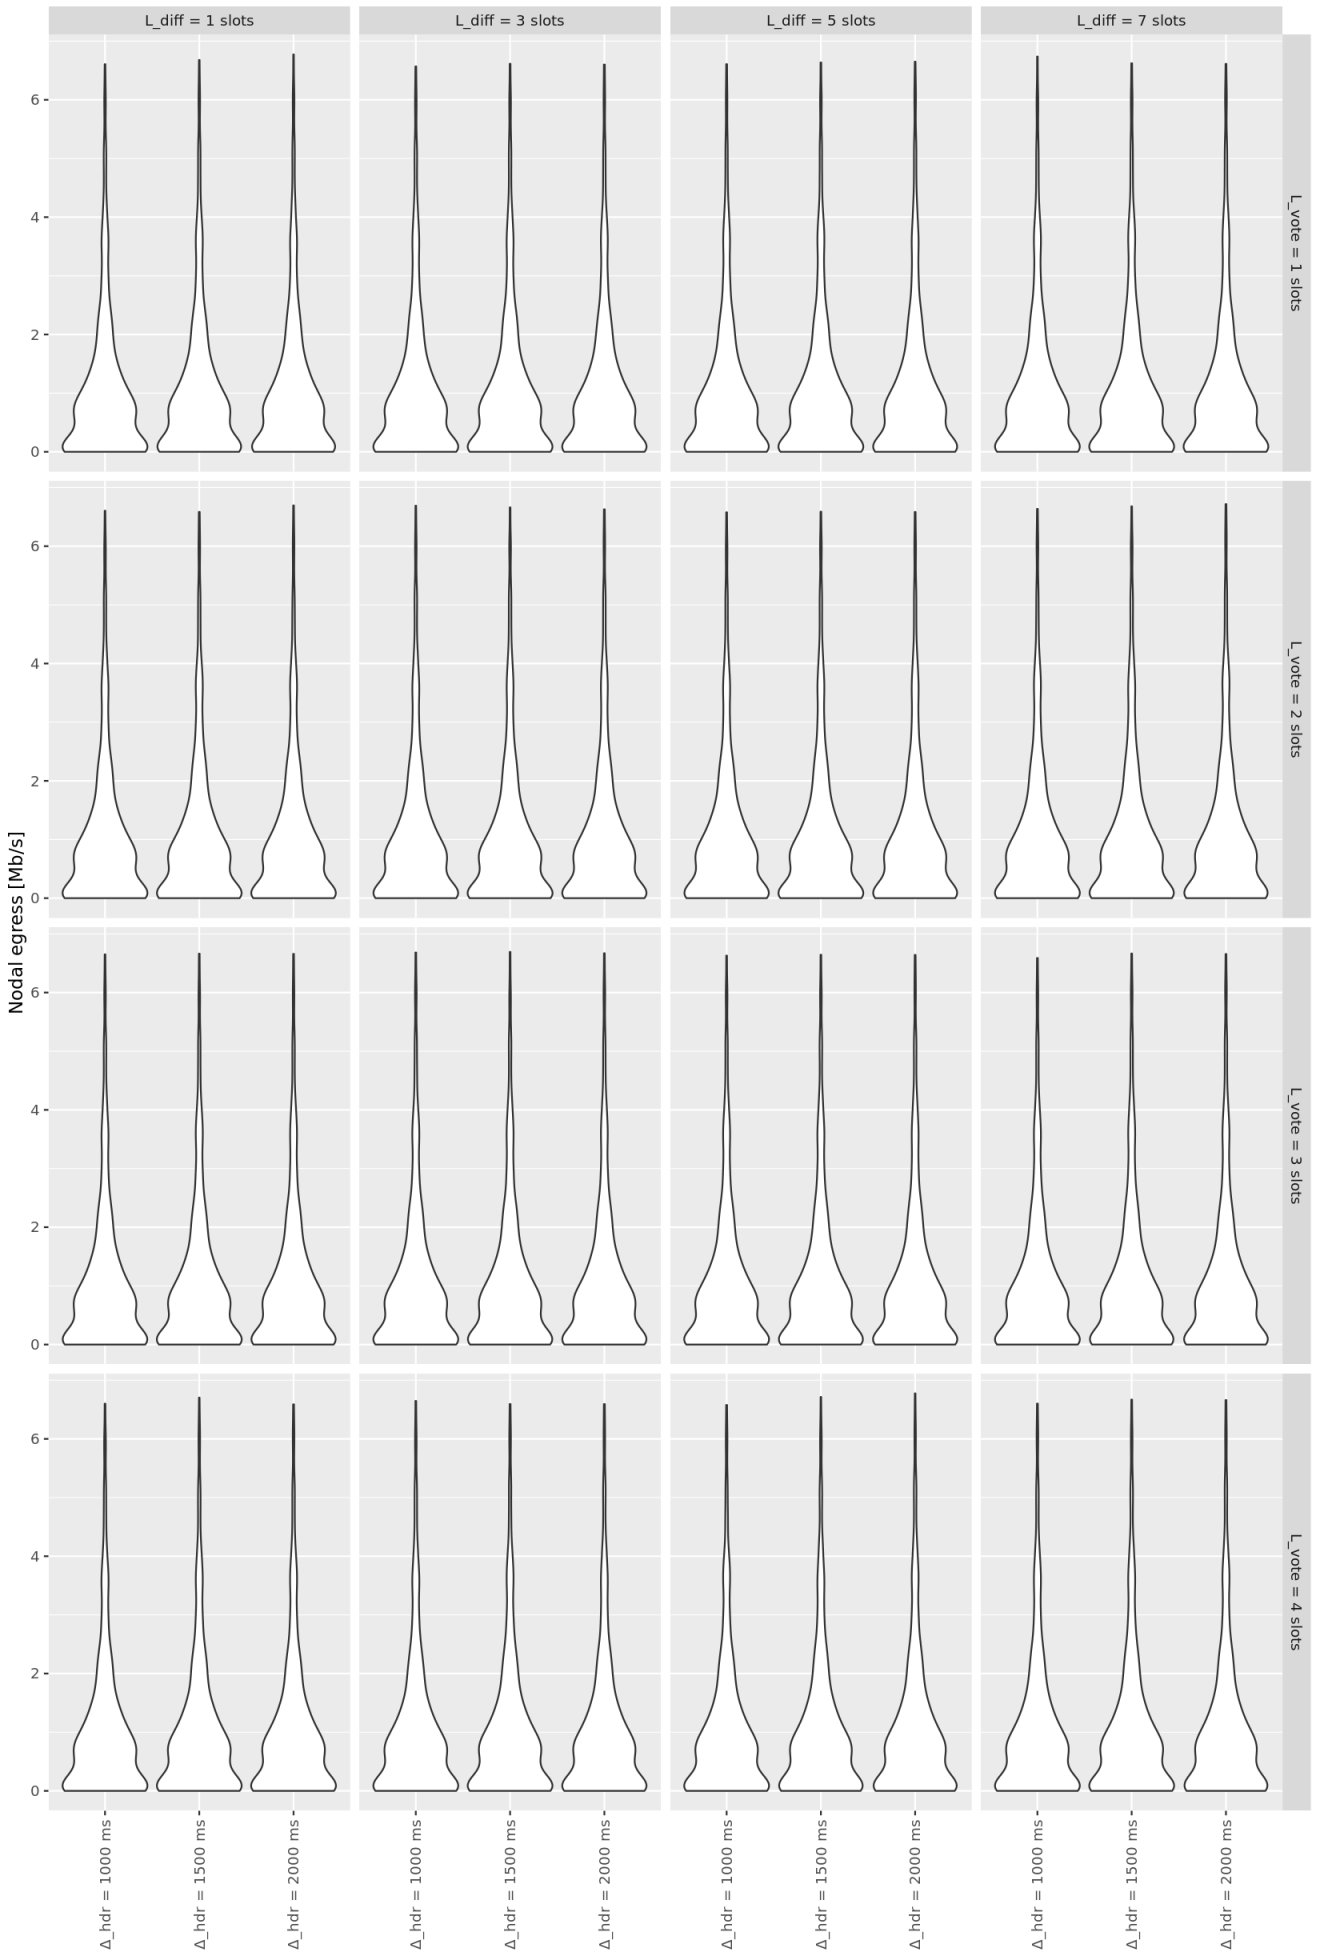 L_diff = 1 slots
L_diff = 3 slots
L_diff = 5 slots
L_diff = 7 slots
Nodal egress [Mb/s]
6
4
2
0
L_vote = 1 slots
6
4
2
0
L_vote = 2 slots
6
4
2
0
L_vote = 3 slots
6
4
2
0
L_vote = 4 slots
Δ_hdr = 1000 ms
Δ_hdr = 1500 ms
Δ_hdr = 2000 ms
Δ_hdr = 1000 ms
Δ_hdr = 1500 ms
Δ_hdr = 2000 ms
Δ_hdr = 1000 ms
Δ_hdr = 1500 ms
Δ_hdr = 2000 ms
Δ_hdr = 1000 ms
Δ_hdr = 1500 ms
Δ_hdr = 2000 ms